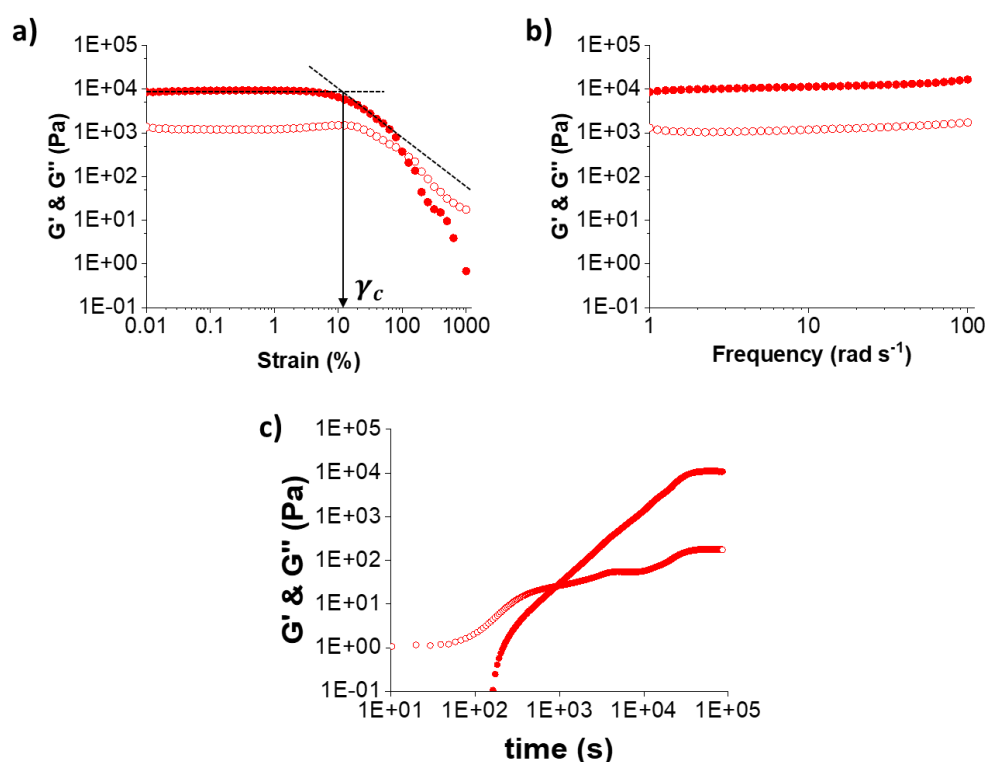 a)
G' & G'' (Pa)
1E+05
1E+04
1E+03
1E+02
1E+01
1E+00
1E-01
0.01 0.1 1 10 100 1000
γc
Strain (%)
b)
G' & G'' (Pa)
1E+05
1E+04
1E+03
1E+02
1E+01
1E+00
1E-01
1 10 100
Frequency (rad s-1)
c)
G' & G'' (Pa)
1E+05
1E+04
1E+03
1E+02
1E+01
1E+00
1E-01
1E+01 1E+02 1E+03 1E+04 1E+05
time (s)